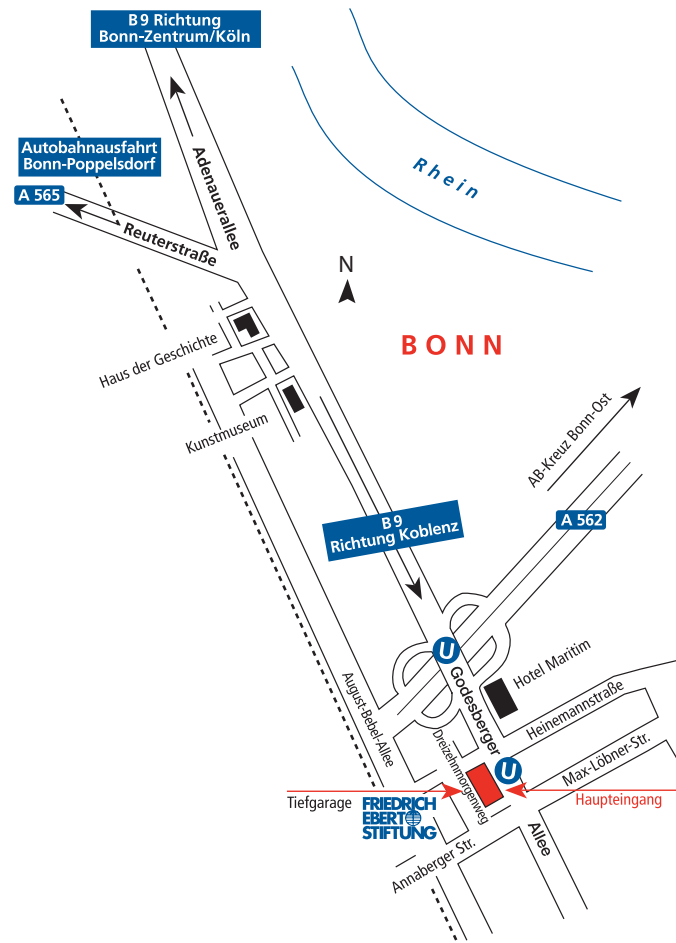 B 9 Richtung
Bonn-Zentrum/Köln
Autobahnausfahrt
Bonn-Poppelsdorf
A 565
Adenauerallee
Reuterstraße
Rhein
N
BONN
Haus der Geschichte
Kunstmuseum
AB-Kreuz Bonn-Ost
B 9
Richtung Koblenz
A 562
U
Godesberger
Hotel Maritim
Heinemannstraße
August-Bebel-Allee
Dreizehnmorgenweg
U
Max-Löbner-Str.
Tiefgarage
FRIEDRICH
EBERT
STIFTUNG
Haupteingang
Allee
Annaberger Str.